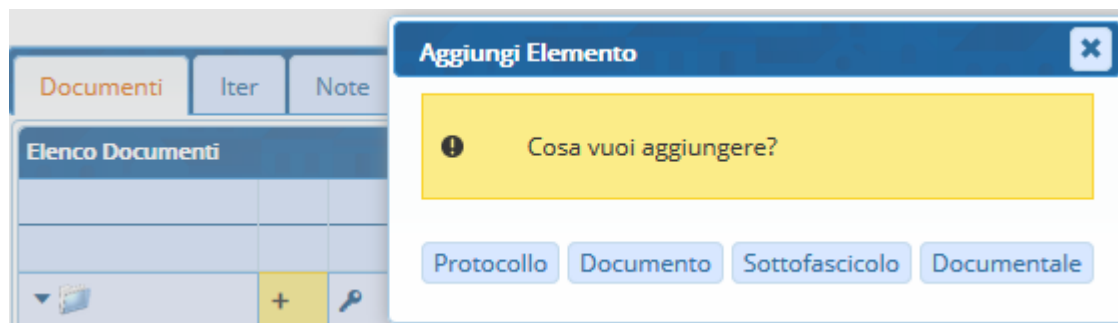 Aggiungi Elemento
Documenti Iter Note
Elenco Documenti
Cosa vuoi aggiungere?
Protocollo Documento Sottofascicolo Documentale
+